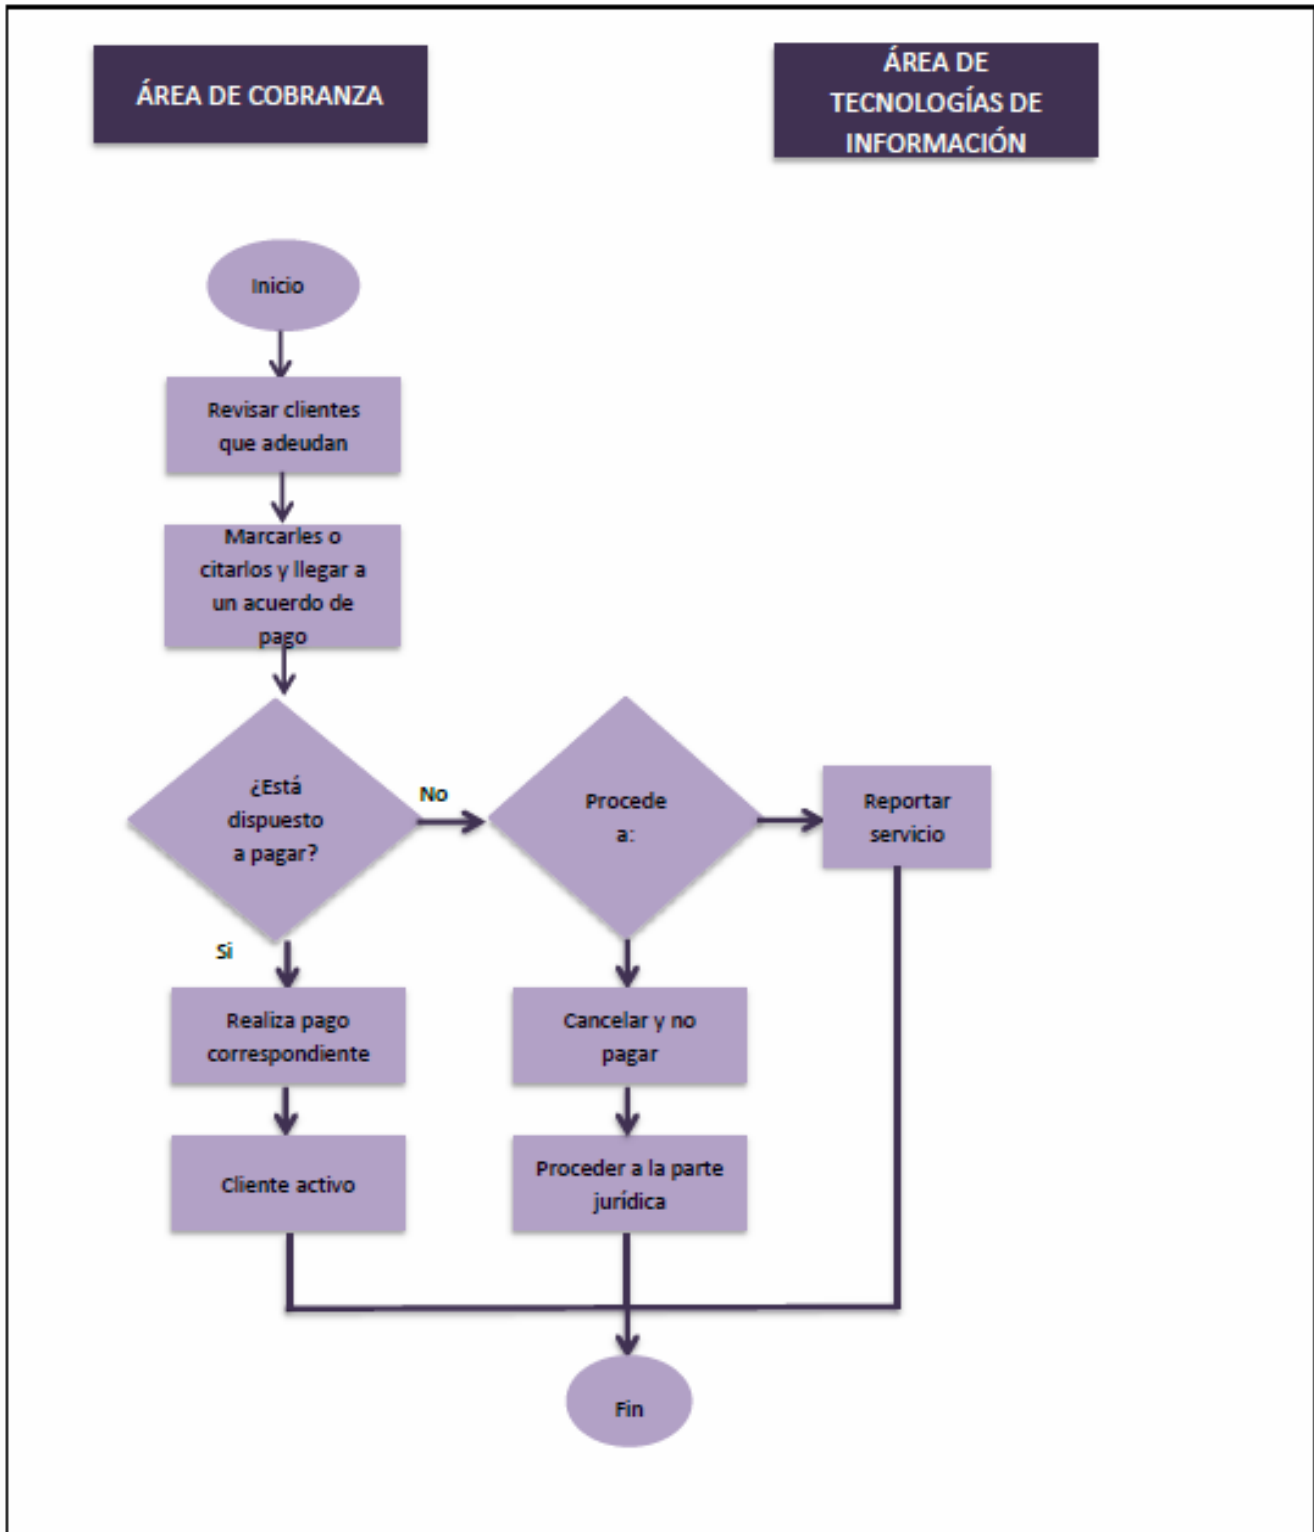 ÁREA DE COBRANZA
ÁREA DE
TECNOLOGÍAS DE
INFORMACIÓN
Inicio
Revisar clientes
que adeudan
Marcarles o
citarlos y llegar a
un acuerdo de
pago
¿Está
dispuesto
a pagar?
No
Procede
a:
Reportar
servicio
Si
Realiza pago
correspondiente
Cancelar y no
pagar
Cliente activo
Proceder a la parte
jurídica
Fin